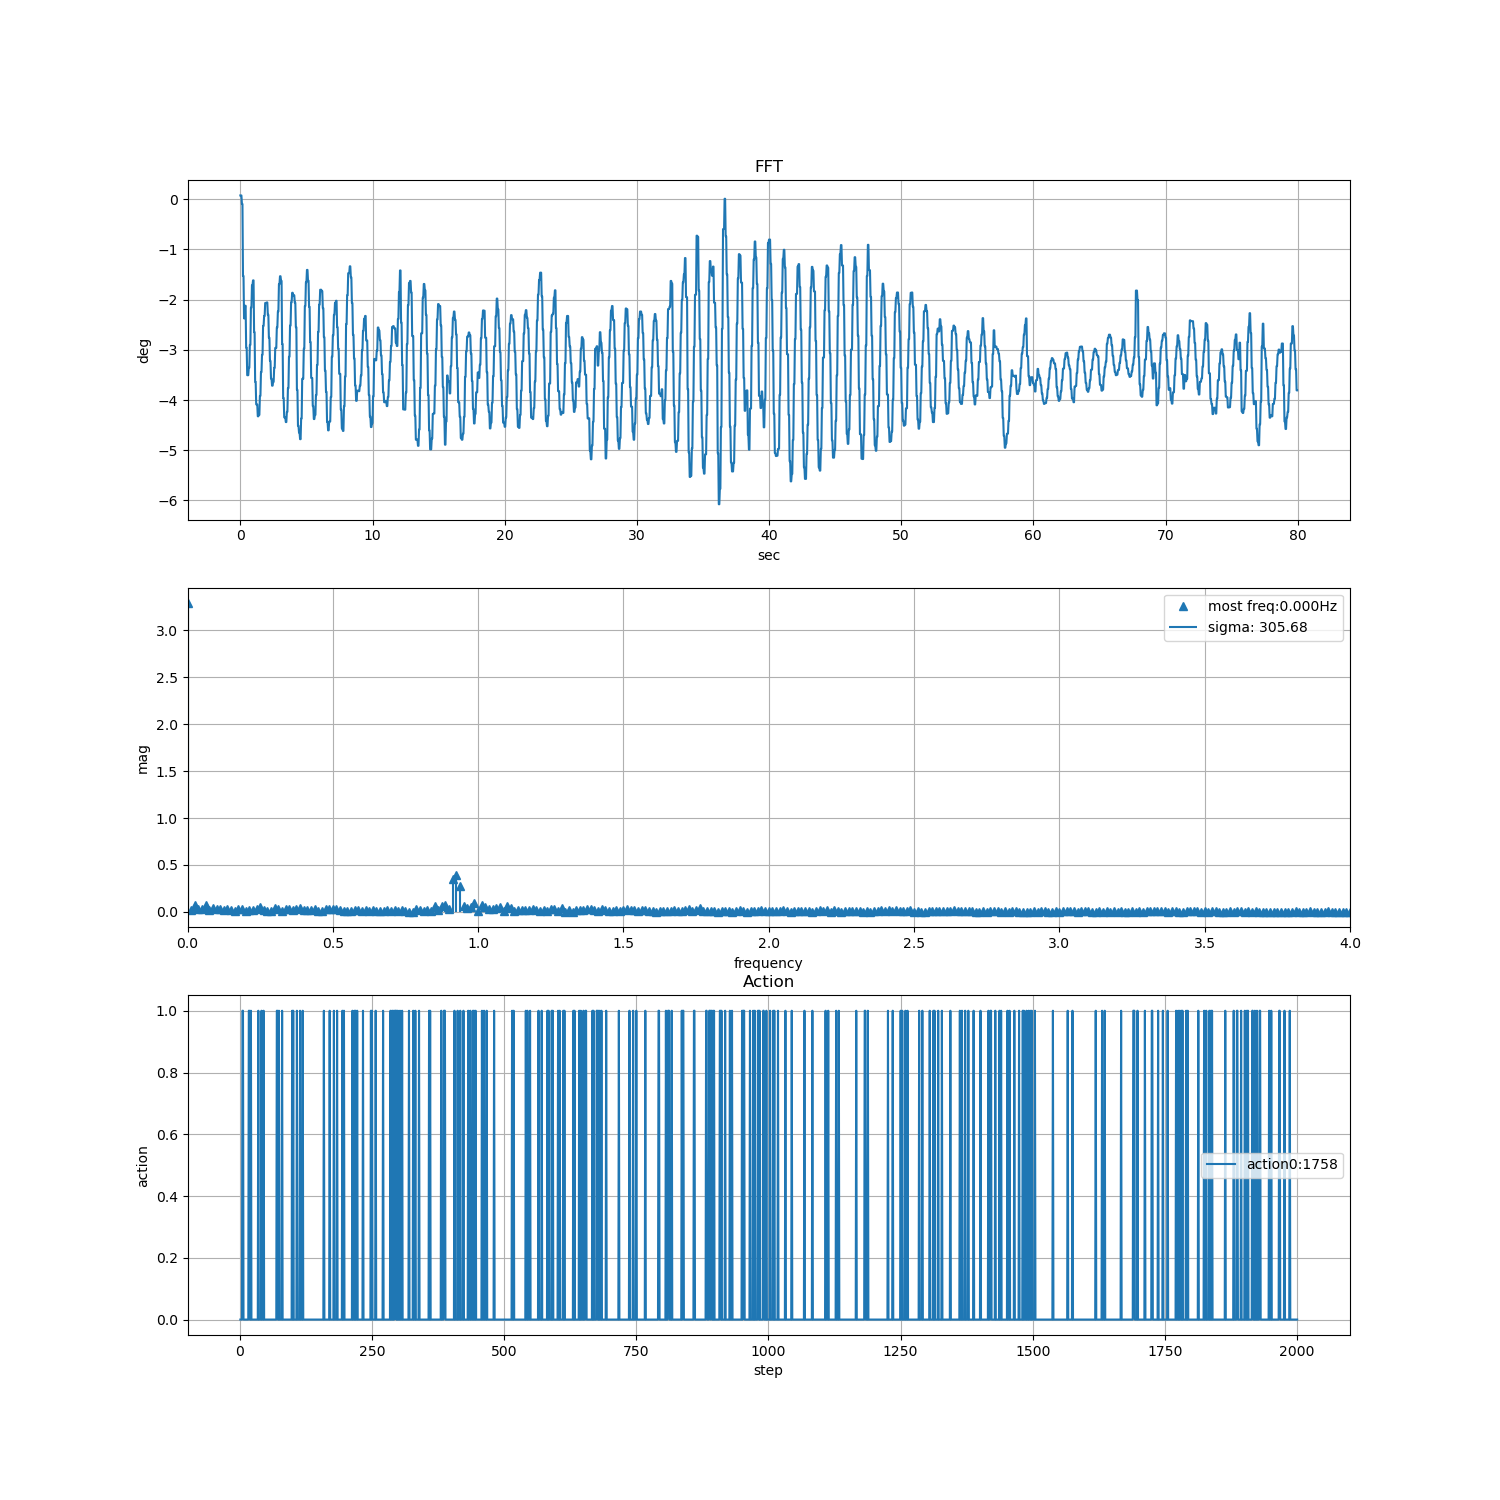 FFT
0
−1
−2
−3
−4
−5
−6
deg
0 10 20 30 40 50 60 70 80
sec
most freq:0.000Hz
sigma: 305.68
3.0
2.5
2.0
1.5
1.0
0.5
0.0
mag
0.0 0.5 1.0 1.5 2.0 2.5 3.0 3.5 4.0
frequency
Action
1.0
0.8
0.6
0.4
0.2
0.0
action
action0:1758
0 250 500 750 1000 1250 1500 1750 2000
step